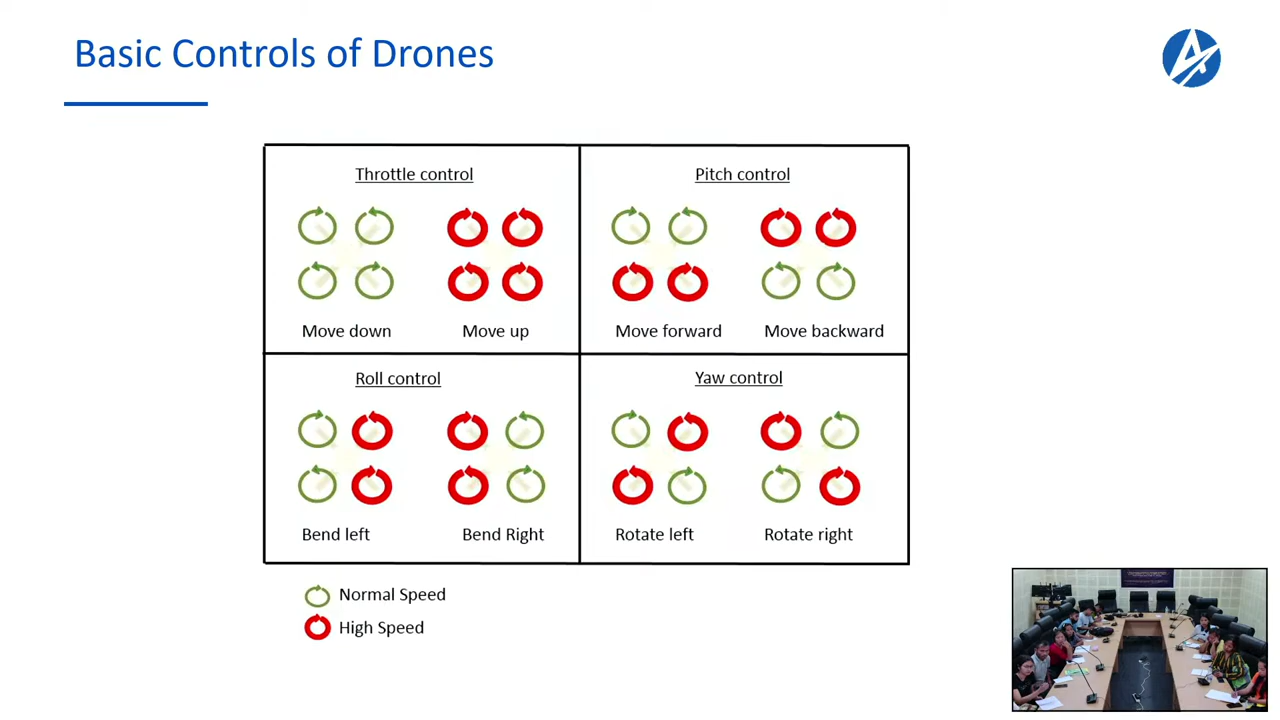 Basic Controls of Drones
Throttle control
Move down
Move up
Pitch control
Move forward
Move backward
Roll control
Bend left
Bend Right
Yaw control
Rotate left
Rotate right
Normal Speed
High Speed